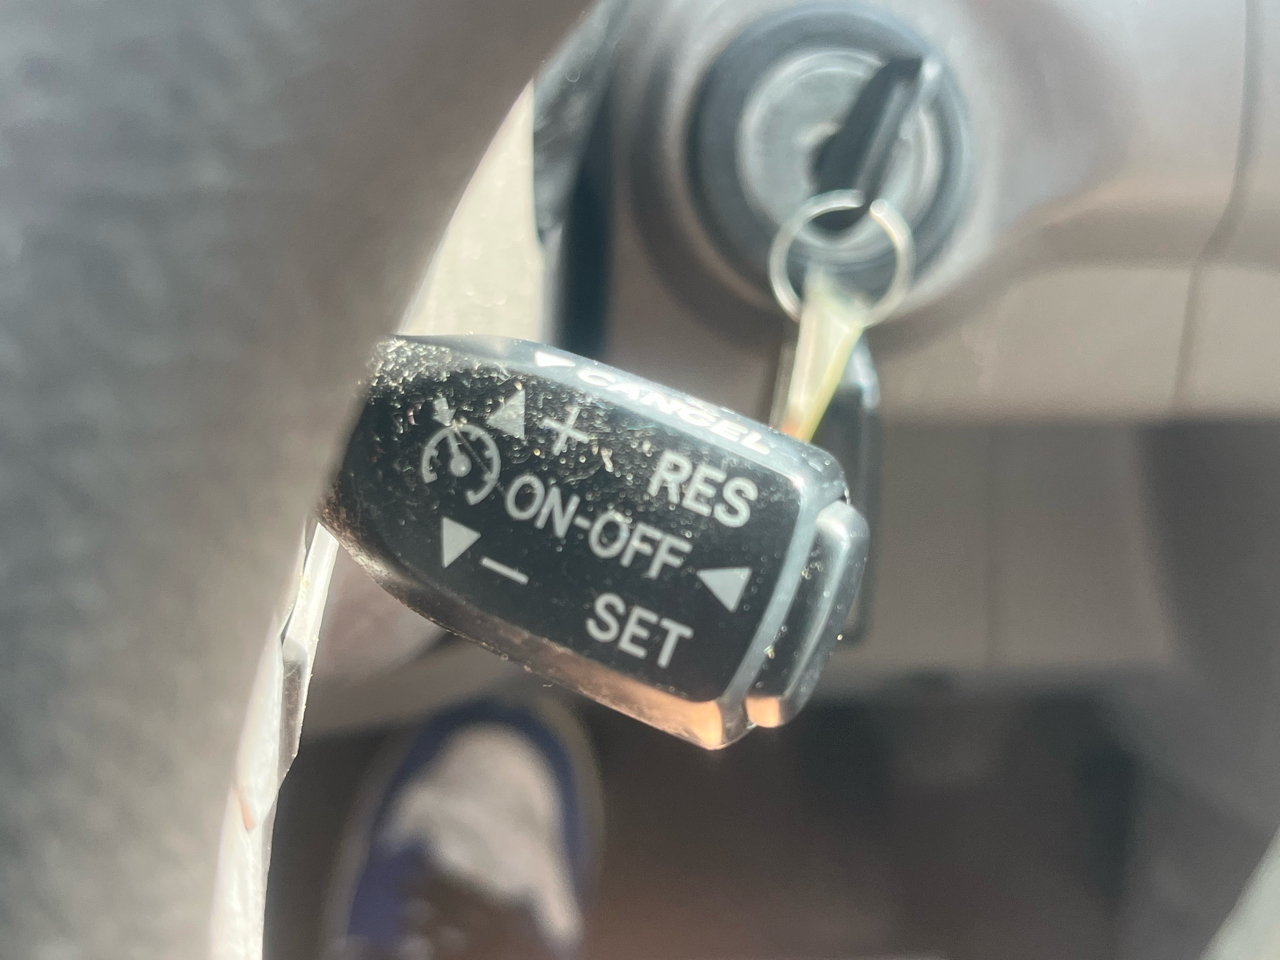 CANCEL
+ RES
ON-OFF
- SET